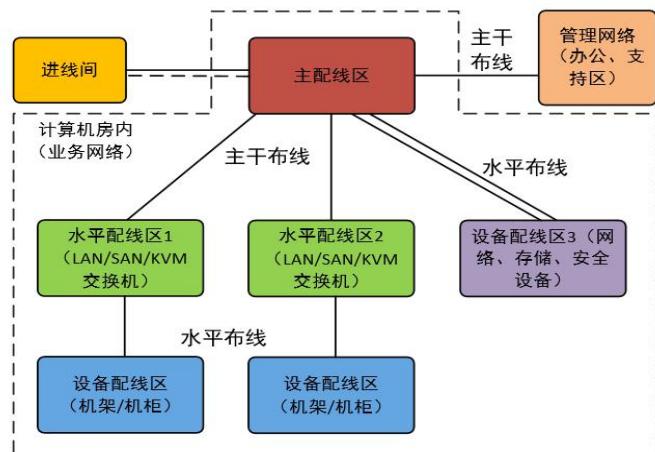 进线间
主配线区
主干
布线
管理网络
（办公、支
持区）
计算机房内
（业务网络）
主干布线
水平布线
水平配线区1
（LAN/SAN/KVM
交换机）
水平配线区2
（LAN/SAN/KVM
交换机）
设备配线区3（网
络、存储、安全
设备）
水平布线
设备配线区
（机架/机柜）
设备配线区
（机架/机柜）